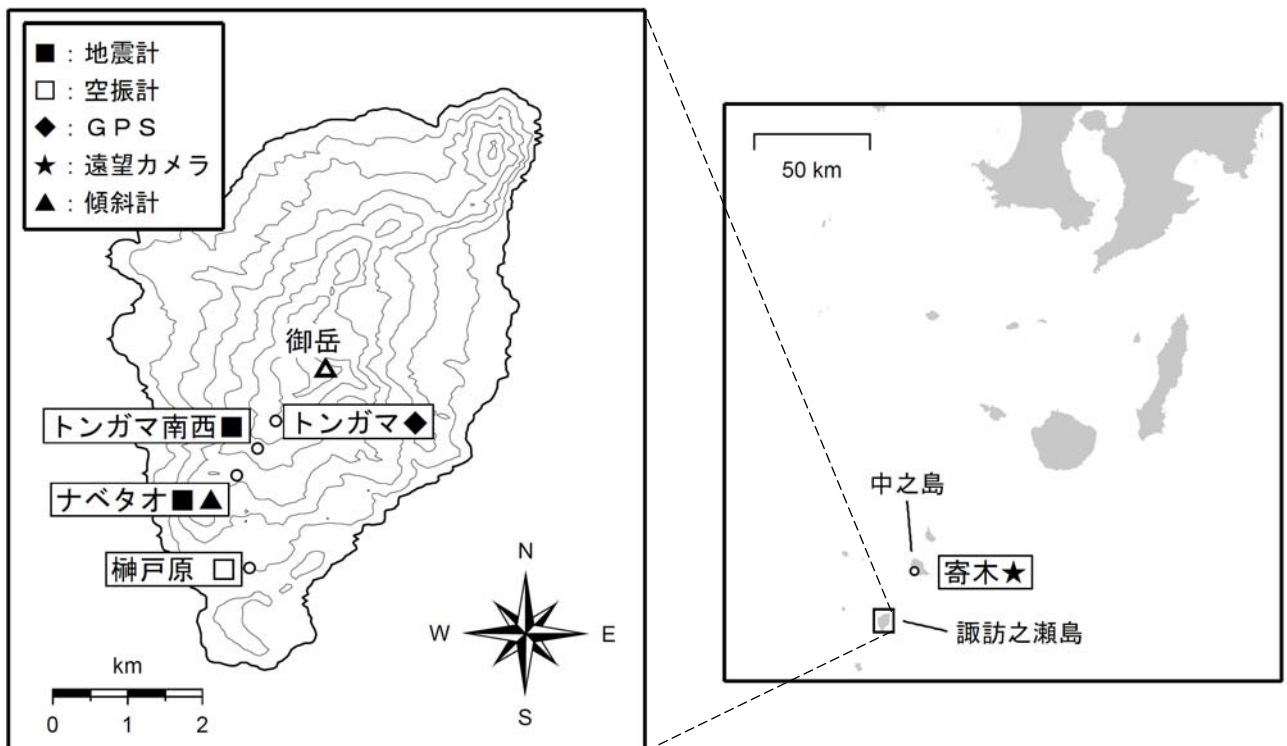 ■：地震計
□：空振計
◆：ＧＰＳ
★：遠望カメラ
▲：傾斜計
御岳
トンガマ南西■
トンガマ◆
ナベタオ■▲
榊戸原 □
km
0 1 2
N
W E
S
50 km
中之島
寄木★
諏訪之瀬島